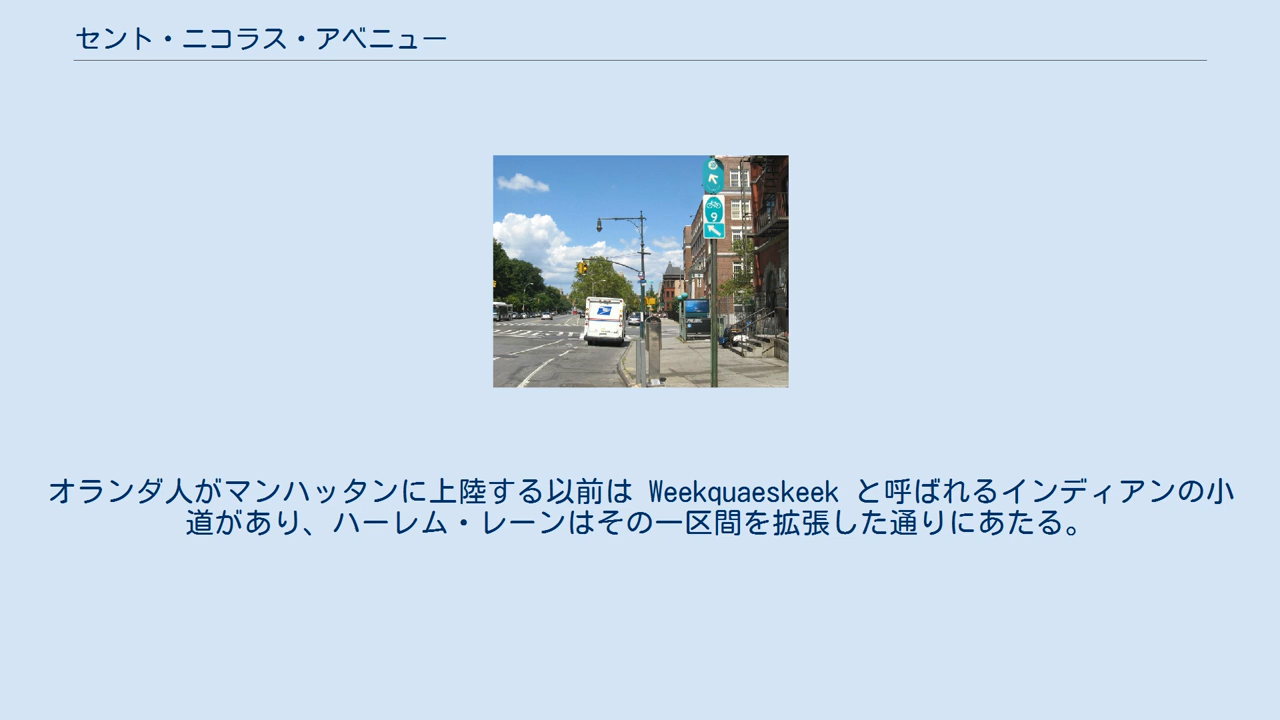 セント・ニコラス・アベニュー
9
オランダ人がマンハッタンに上陸する以前は Weekquaeskeek と呼ばれるインディアンの小
道があり、ハーレム・レーンはその一区間を拡張した通りにあたる。